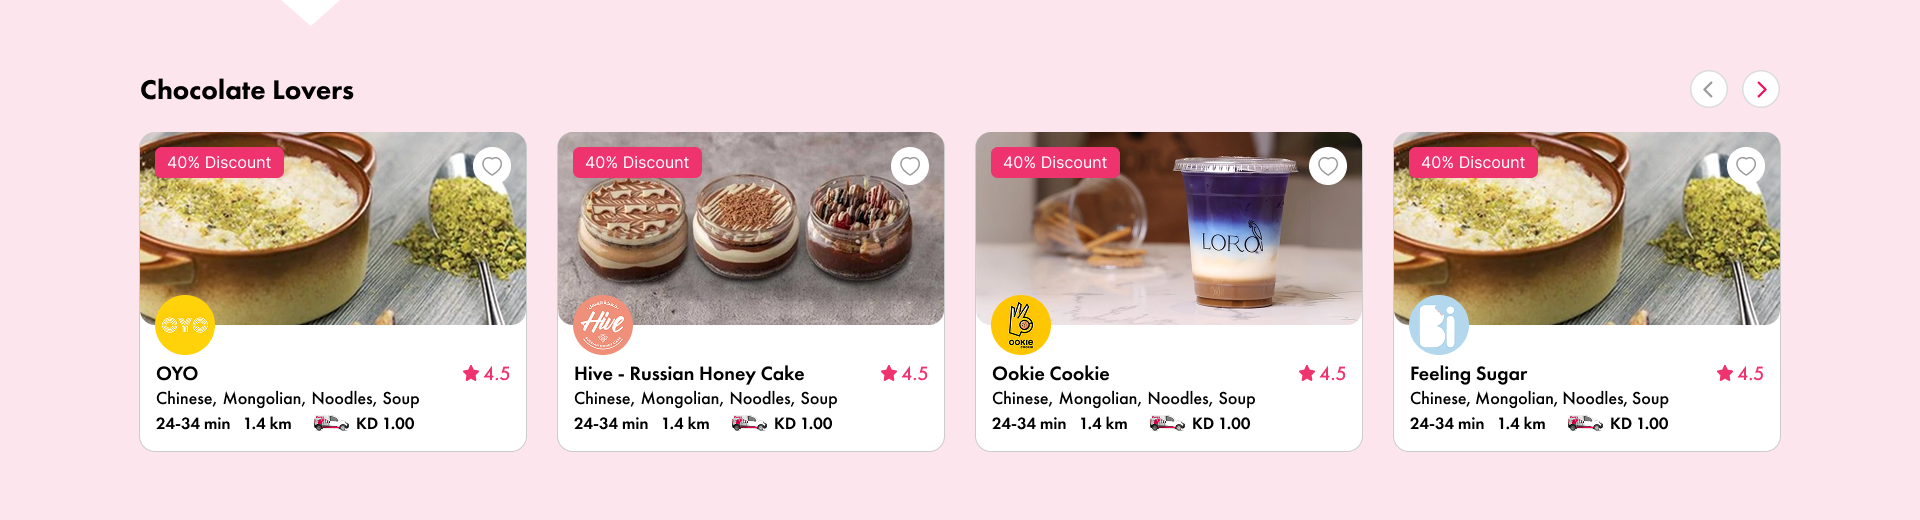 Chocolate Lovers
40% Discount
OYO
OYO
4.5
Chinese, Mongolian, Noodles, Soup
24-34 min 1.4 km KD 1.00
40% Discount
Hive
Hive - Russian Honey Cake
4.5
Chinese, Mongolian, Noodles, Soup
24-34 min 1.4 km KD 1.00
40% Discount
LORO
OOKIE
Ookie Cookie
4.5
Chinese, Mongolian, Noodles, Soup
24-34 min 1.4 km KD 1.00
40% Discount
Bi
Feeling Sugar
4.5
Chinese, Mongolian, Noodles, Soup
24-34 min 1.4 km KD 1.00